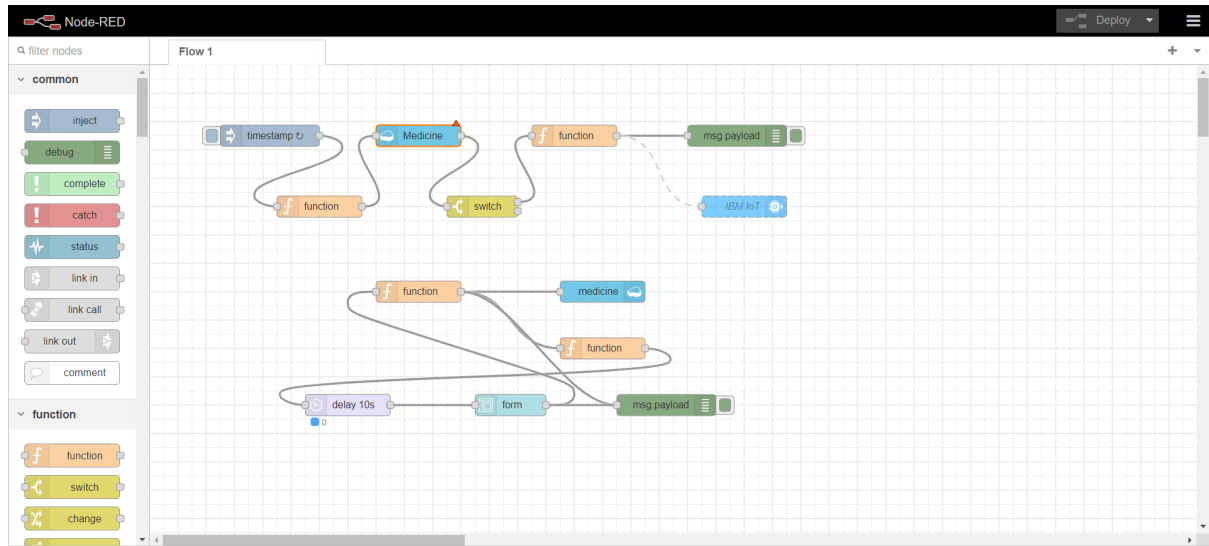 Node-RED
Deploy
filter nodes
Flow 1
common
inject
debug
complete
catch
status
link in
link call
link out
comment
function
function
switch
change
timestamp ↻
Medicine
function
msg.payload
function
switch
IBM IoT
function
medicine
function
delay 10s
form
msg.payload
0